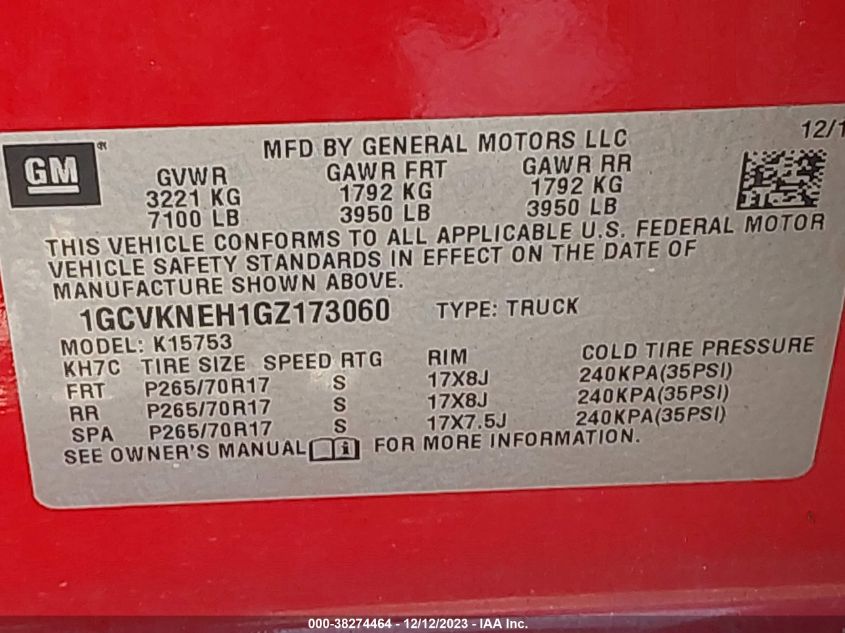 MFD BY GENERAL MOTORS LLC 12/1
GM ®
GVWR GAWR FRT GAWR RR
3221 KG 1792 KG 1792 KG
7100 LB 3950 LB 3950 LB
THIS VEHICLE CONFORMS TO ALL APPLICABLE U.S. FEDERAL MOTOR
VEHICLE SAFETY STANDARDS IN EFFECT ON THE DATE OF
MANUFACTURE SHOWN ABOVE.
1GCVKNEH1GZ173060 TYPE: TRUCK
MODEL: K15753
KH7C TIRE SIZE SPEED RTG RIM COLD TIRE PRESSURE
FRT P265/70R17 S 17X8J 240KPA(35PSI)
RR P265/70R17 S 17X8J 240KPA(35PSI)
SPA P265/70R17 S 17X7.5J 240KPA(35PSI)
SEE OWNER'S MANUAL i FOR MORE INFORMATION.
000-38274464 - 12/12/2023 - IAA Inc.